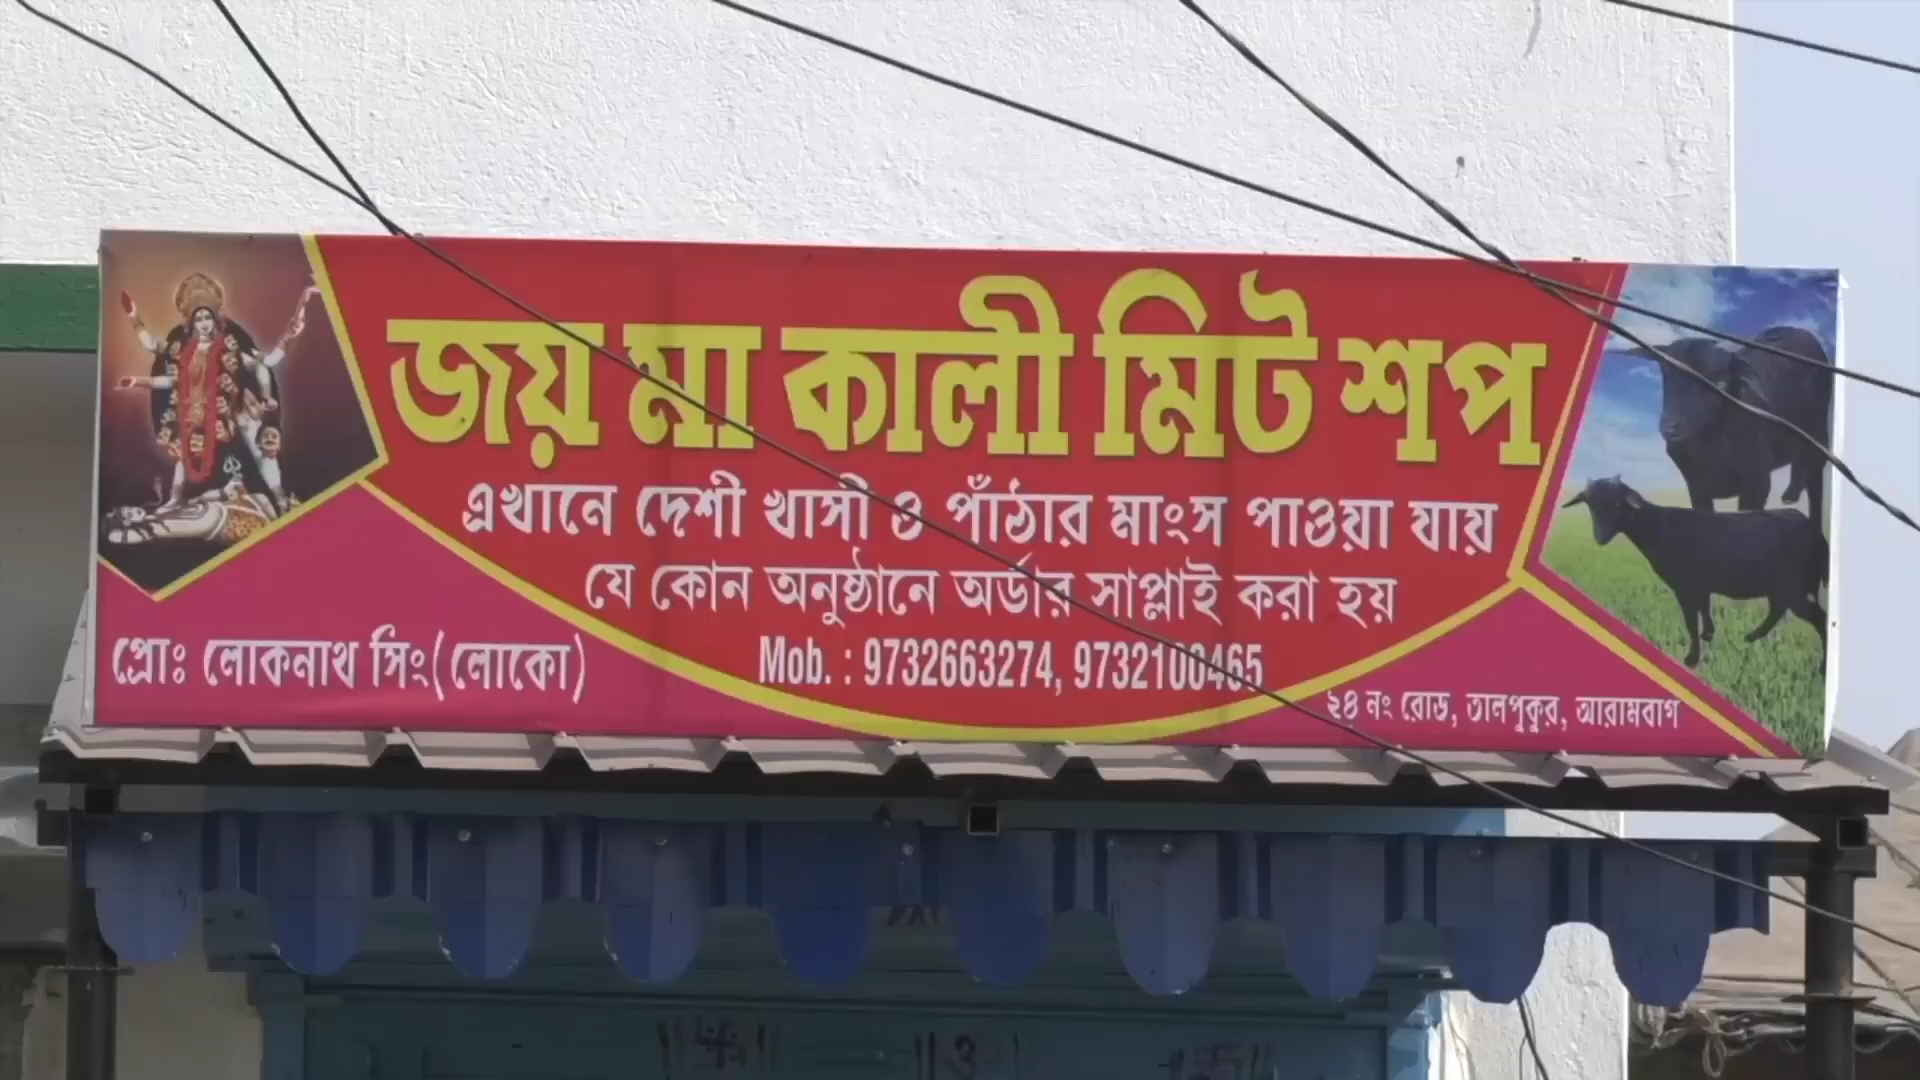 জয় মা কালী মিট শপ
এখানে দেশী খাসী ও পাঁঠার মাংস পাওয়া যায়
যে কোন অনুষ্ঠানে অর্ডার সাপ্লাই করা হয়
Mob. : 9732663274, 9732100465
প্রোঃ লোকনাথ সিং(লোকো)
২৪ নং রোড, তালপুকুর, আরামবাগ